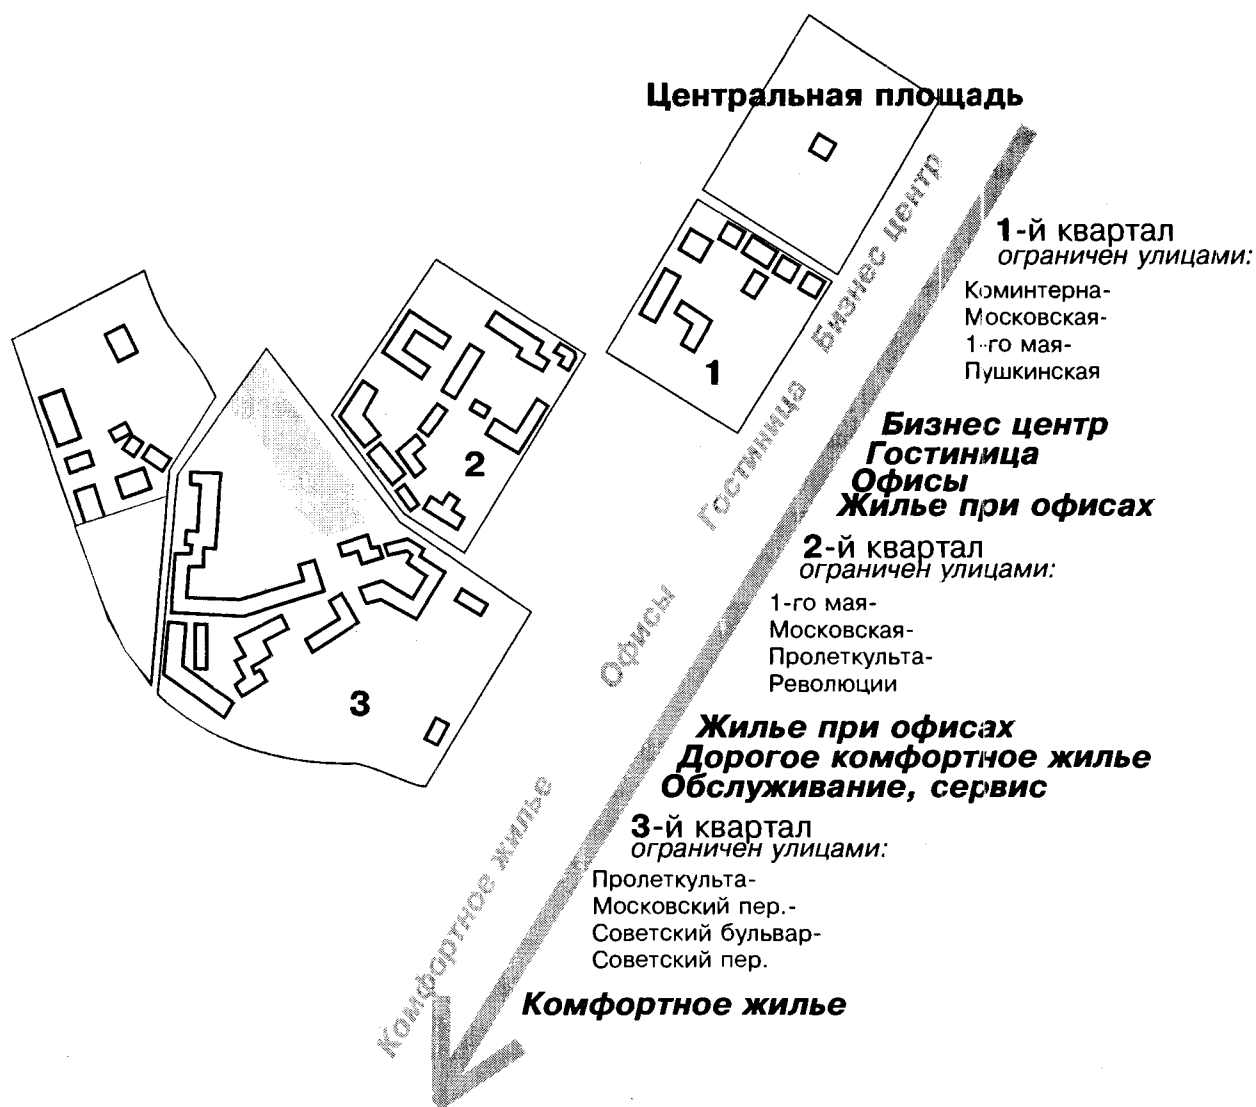 Центральная площадь
Бизнес центр
1-й квартал
ограничен улицами:
Коминтерна-
Московская-
1-го мая-
Пушкинская
1
Гостиница
Бизнес центр
Гостиница
Офисы
Жилье при офисах
2
2-й квартал
ограничен улицами:
1-го мая-
Московская-
Пролеткульта-
Революции
Офисы
3
Жилье при офисах
Дорогое комфортное жилье
Обслуживание, сервис
3-й квартал
ограничен улицами:
Пролеткульта-
Московский пер.-
Советский бульвар-
Советский пер.
Комфортное жилье
Комфортное жилье